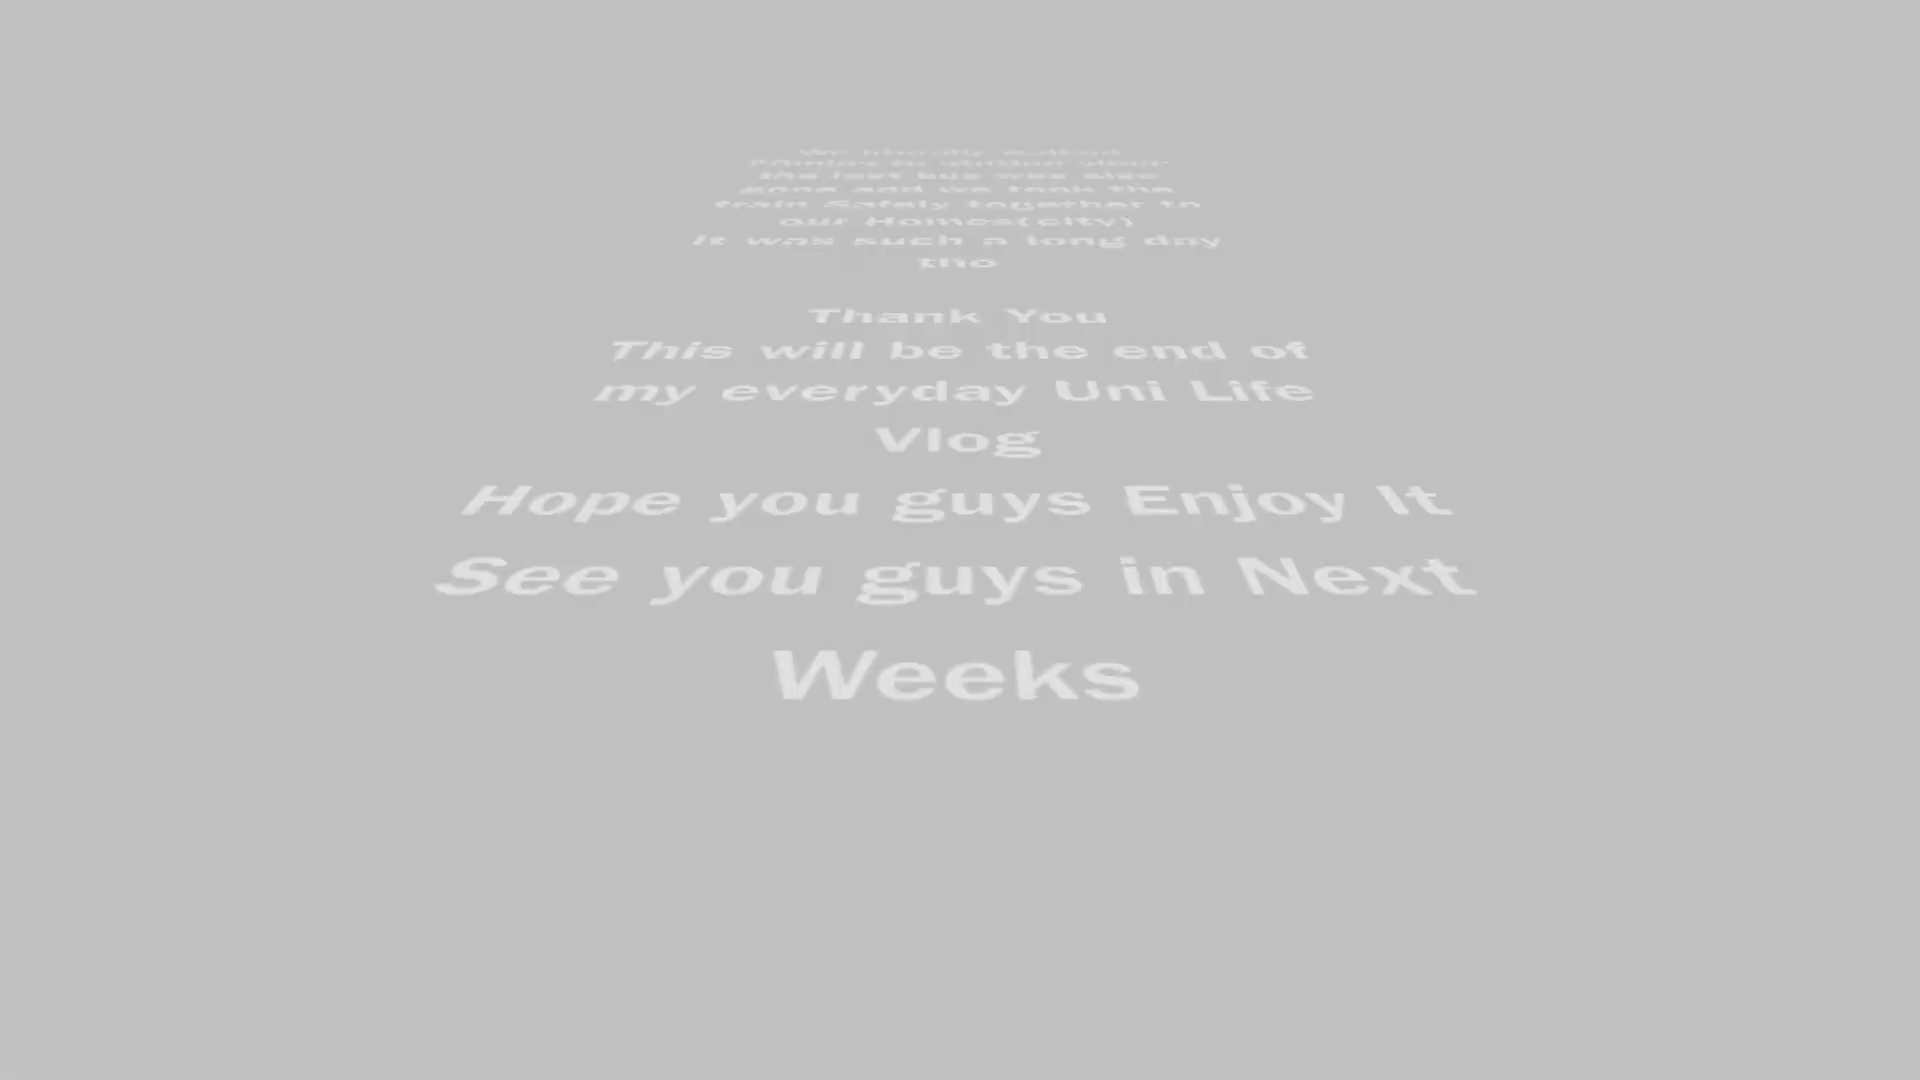 the last bus was also
gone and we took the
train Safely together to
our Homes(city)
It was such a long day
tho
Thank You
This will be the end of
my everyday Uni Life
Vlog
Hope you guys Enjoy It
See you guys in Next
Weeks